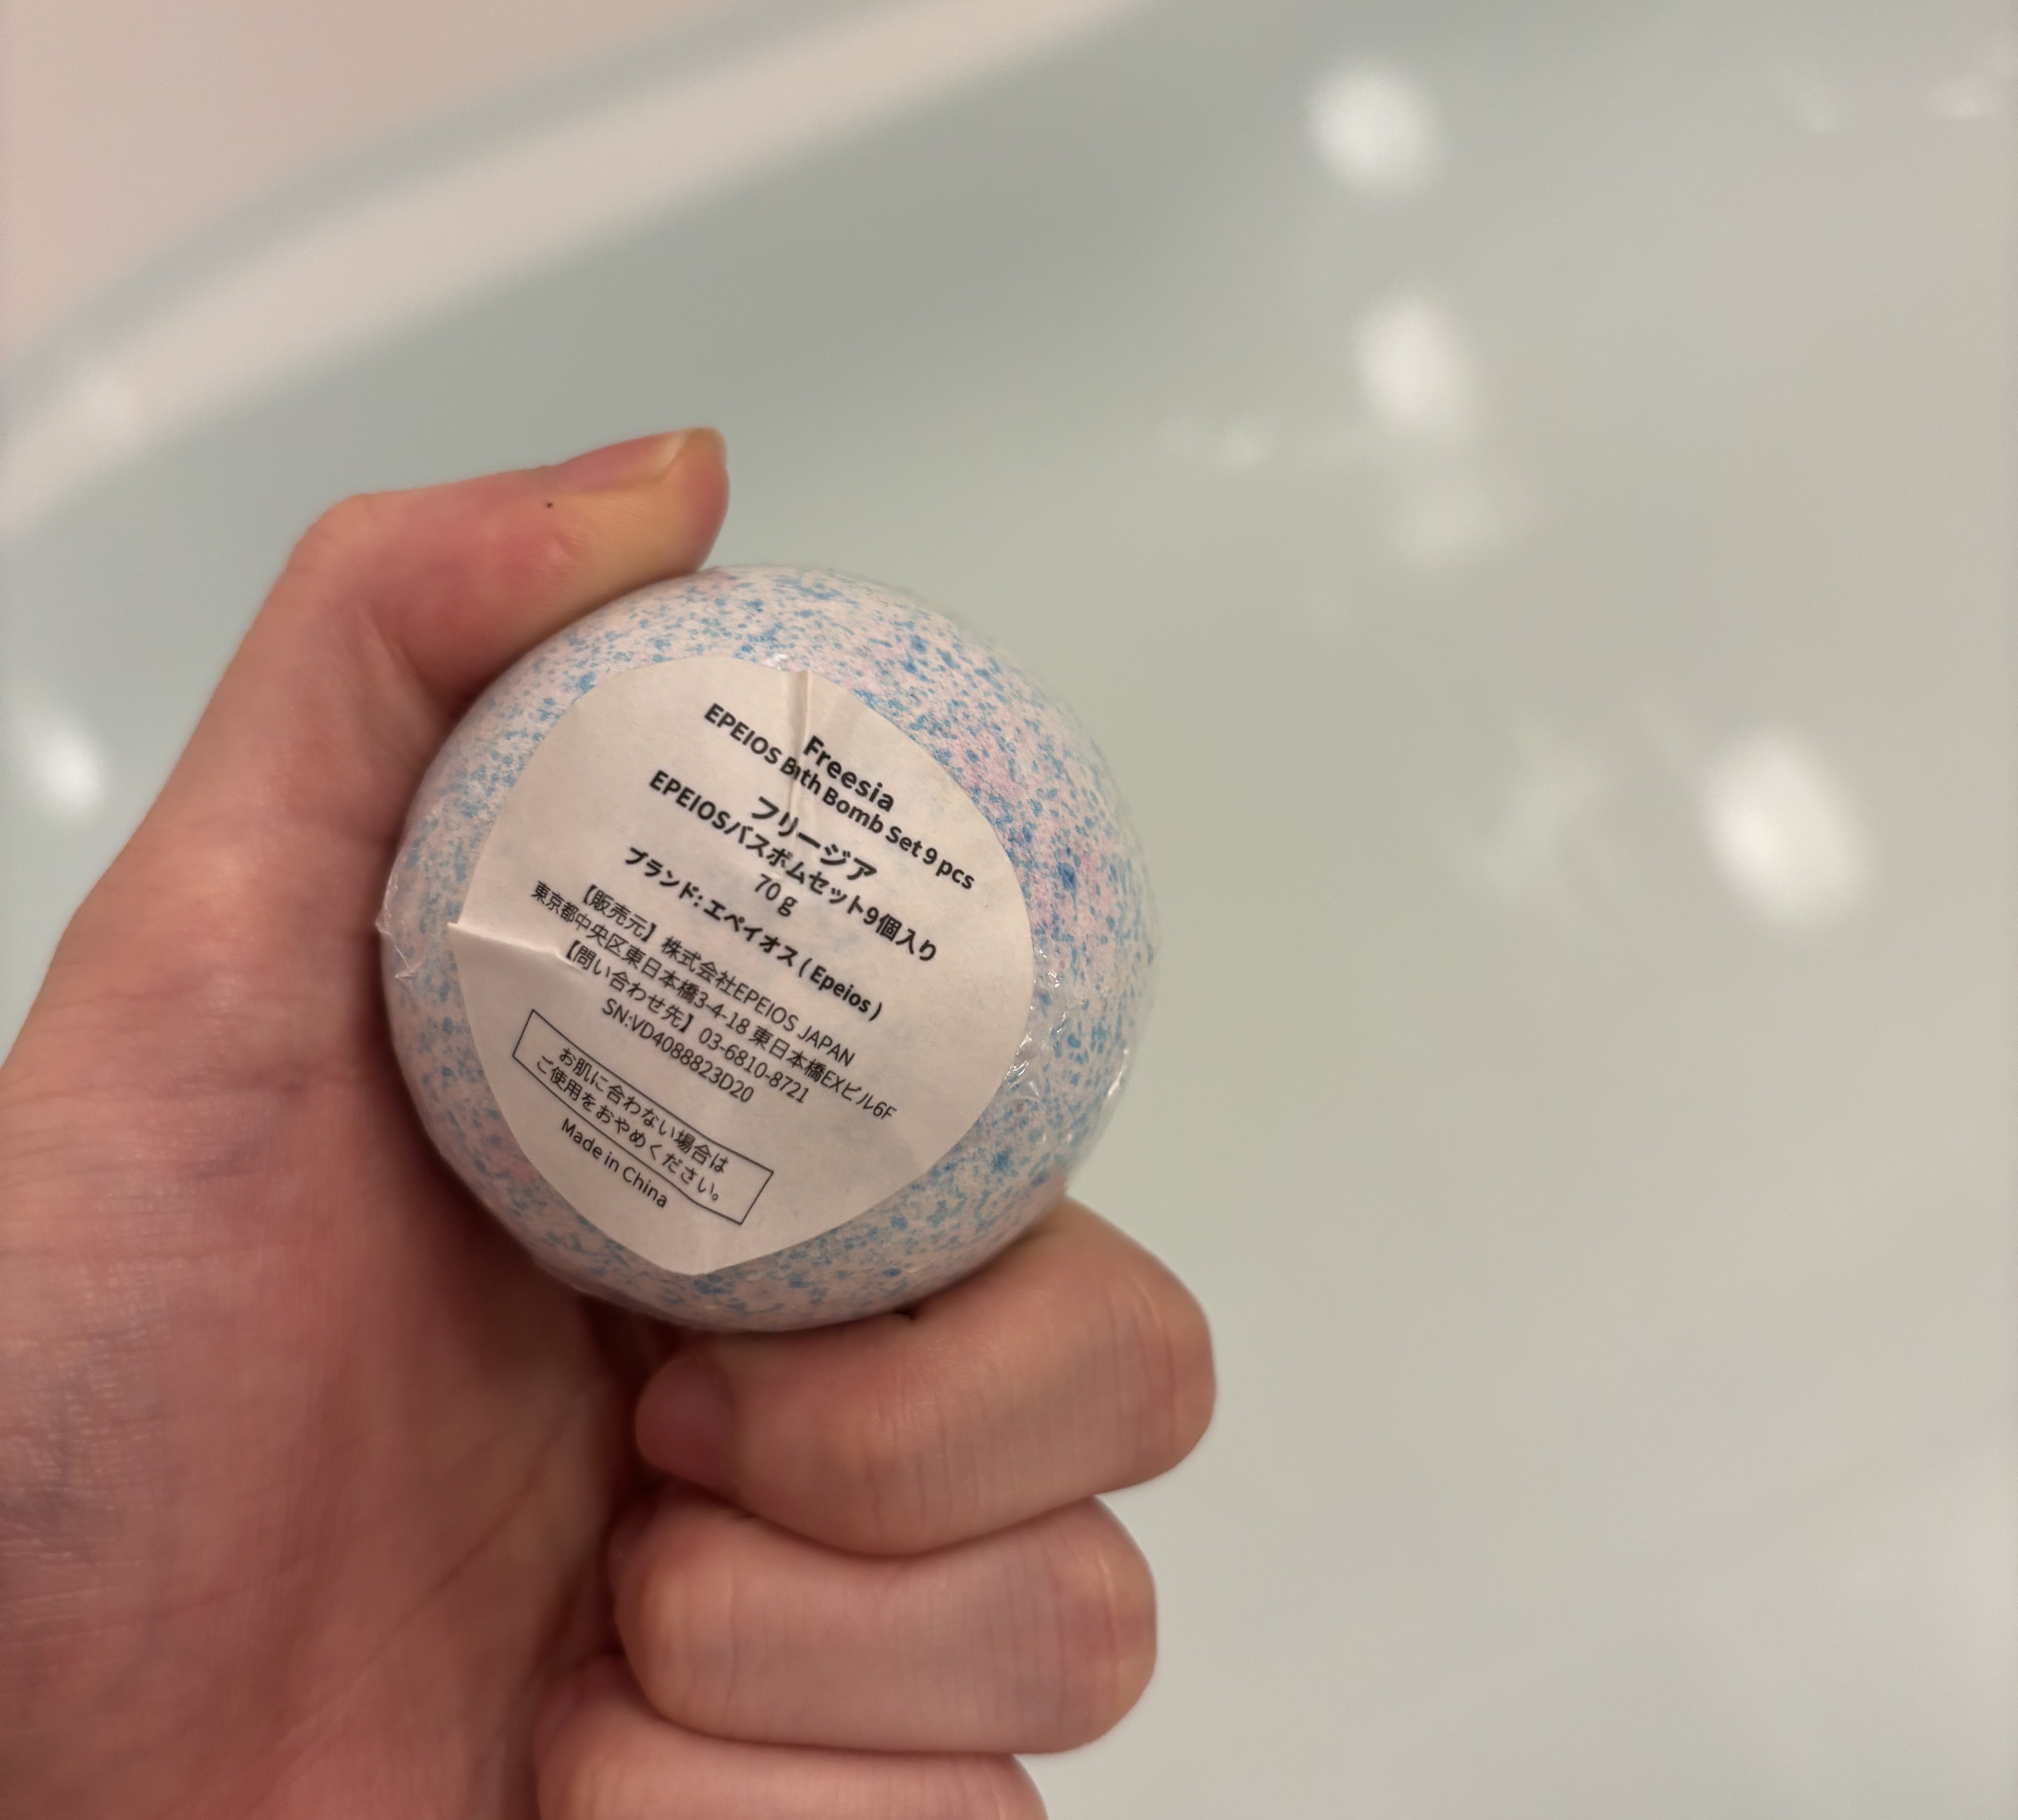 Freesia
EPEIOS Bath Bomb Set 9 pcs
フリージア
EPEIOSバスボムセット9個入り
70 g
ブランド: エペイオス ( Epeios )
【販売元】株式会社EPEIOS JAPAN
東京都中央区東日本橋3-4-18 東日本橋EXビル6F
【問い合わせ先】03-6810-8721
SN:VD4088823D20
お肌に合わない場合は
ご使用をおやめください。
Made in China